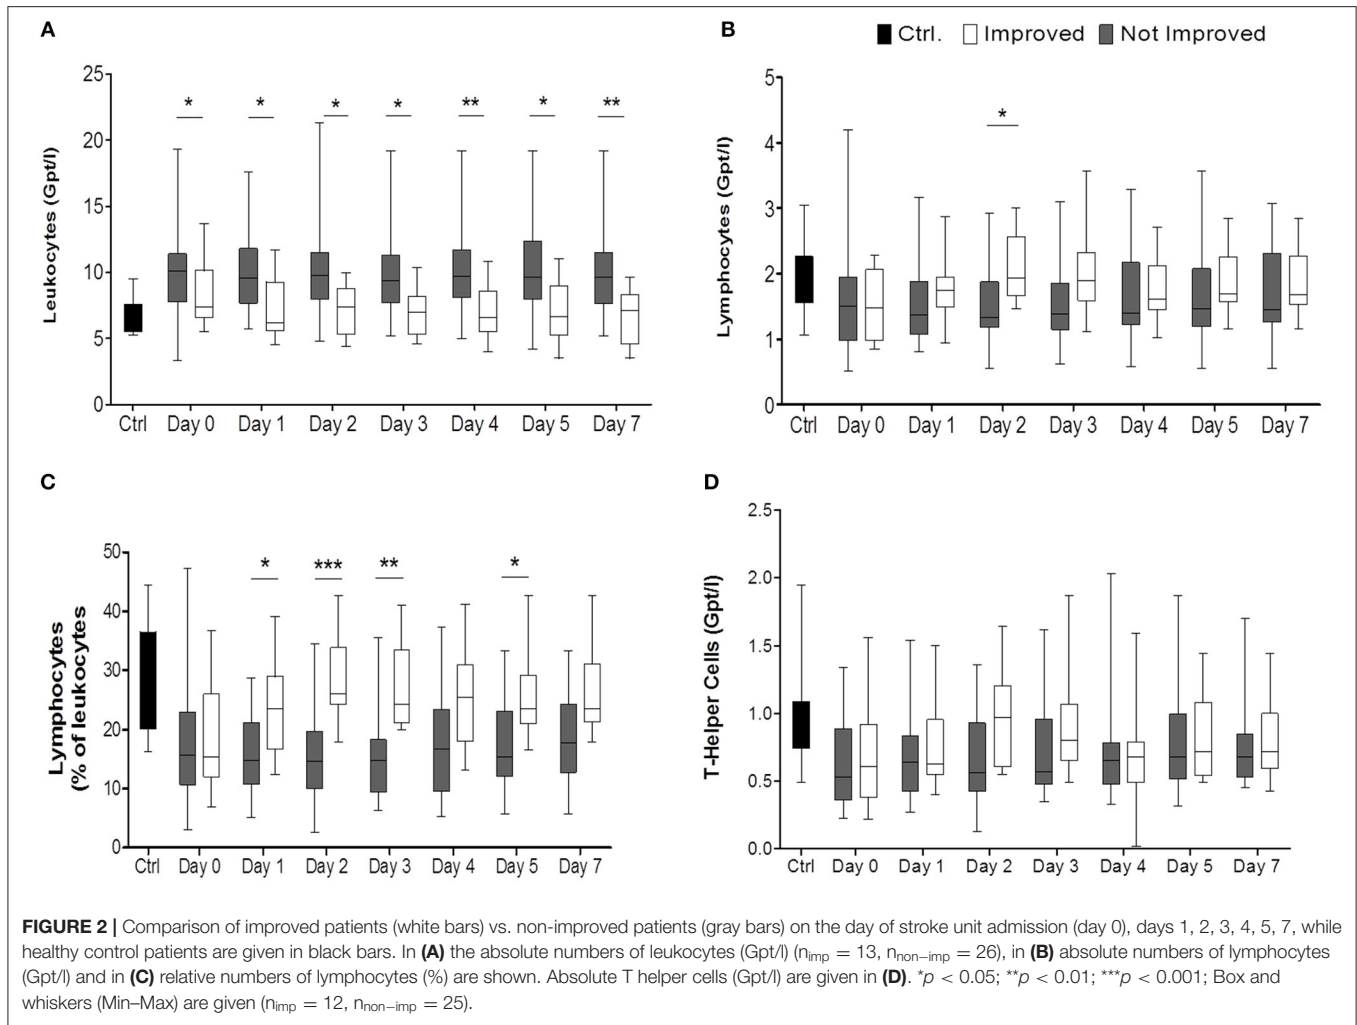 A
B
Ctrl. Improved Not Improved
Leukocytes (Gpt/l)
25
20
15
10
5
0
* * * * ** * **
Ctrl Day 0 Day 1 Day 2 Day 3 Day 4 Day 5 Day 7
Lymphocytes (Gpt/l)
5
4
3
2
1
0
*
Ctrl Day 0 Day 1 Day 2 Day 3 Day 4 Day 5 Day 7
C
D
Lymphocytes
(% of leukocytes
50
40
30
20
10
0
* *** ** *
Ctrl Day 0 Day 1 Day 2 Day 3 Day 4 Day 5 Day 7
T-Helper Cells (Gpt/l)
2.5
2.0
1.5
1.0
0.5
0.0
Ctrl Day 0 Day 1 Day 2 Day 3 Day 4 Day 5 Day 7
FIGURE 2 | Comparison of improved patients (white bars) vs. non-improved patients (gray bars) on the day of stroke unit admission (day 0), days 1, 2, 3, 4, 5, 7, while
healthy control patients are given in black bars. In (A) the absolute numbers of leukocytes (Gpt/l) (nimp = 13, nnon−imp = 26), in (B) absolute numbers of lymphocytes
(Gpt/l) and in (C) relative numbers of lymphocytes (%) are shown. Absolute T helper cells (Gpt/l) are given in (D). *p < 0.05; **p < 0.01; ***p < 0.001; Box and
whiskers (Min–Max) are given (nimp = 12, nnon−imp = 25).